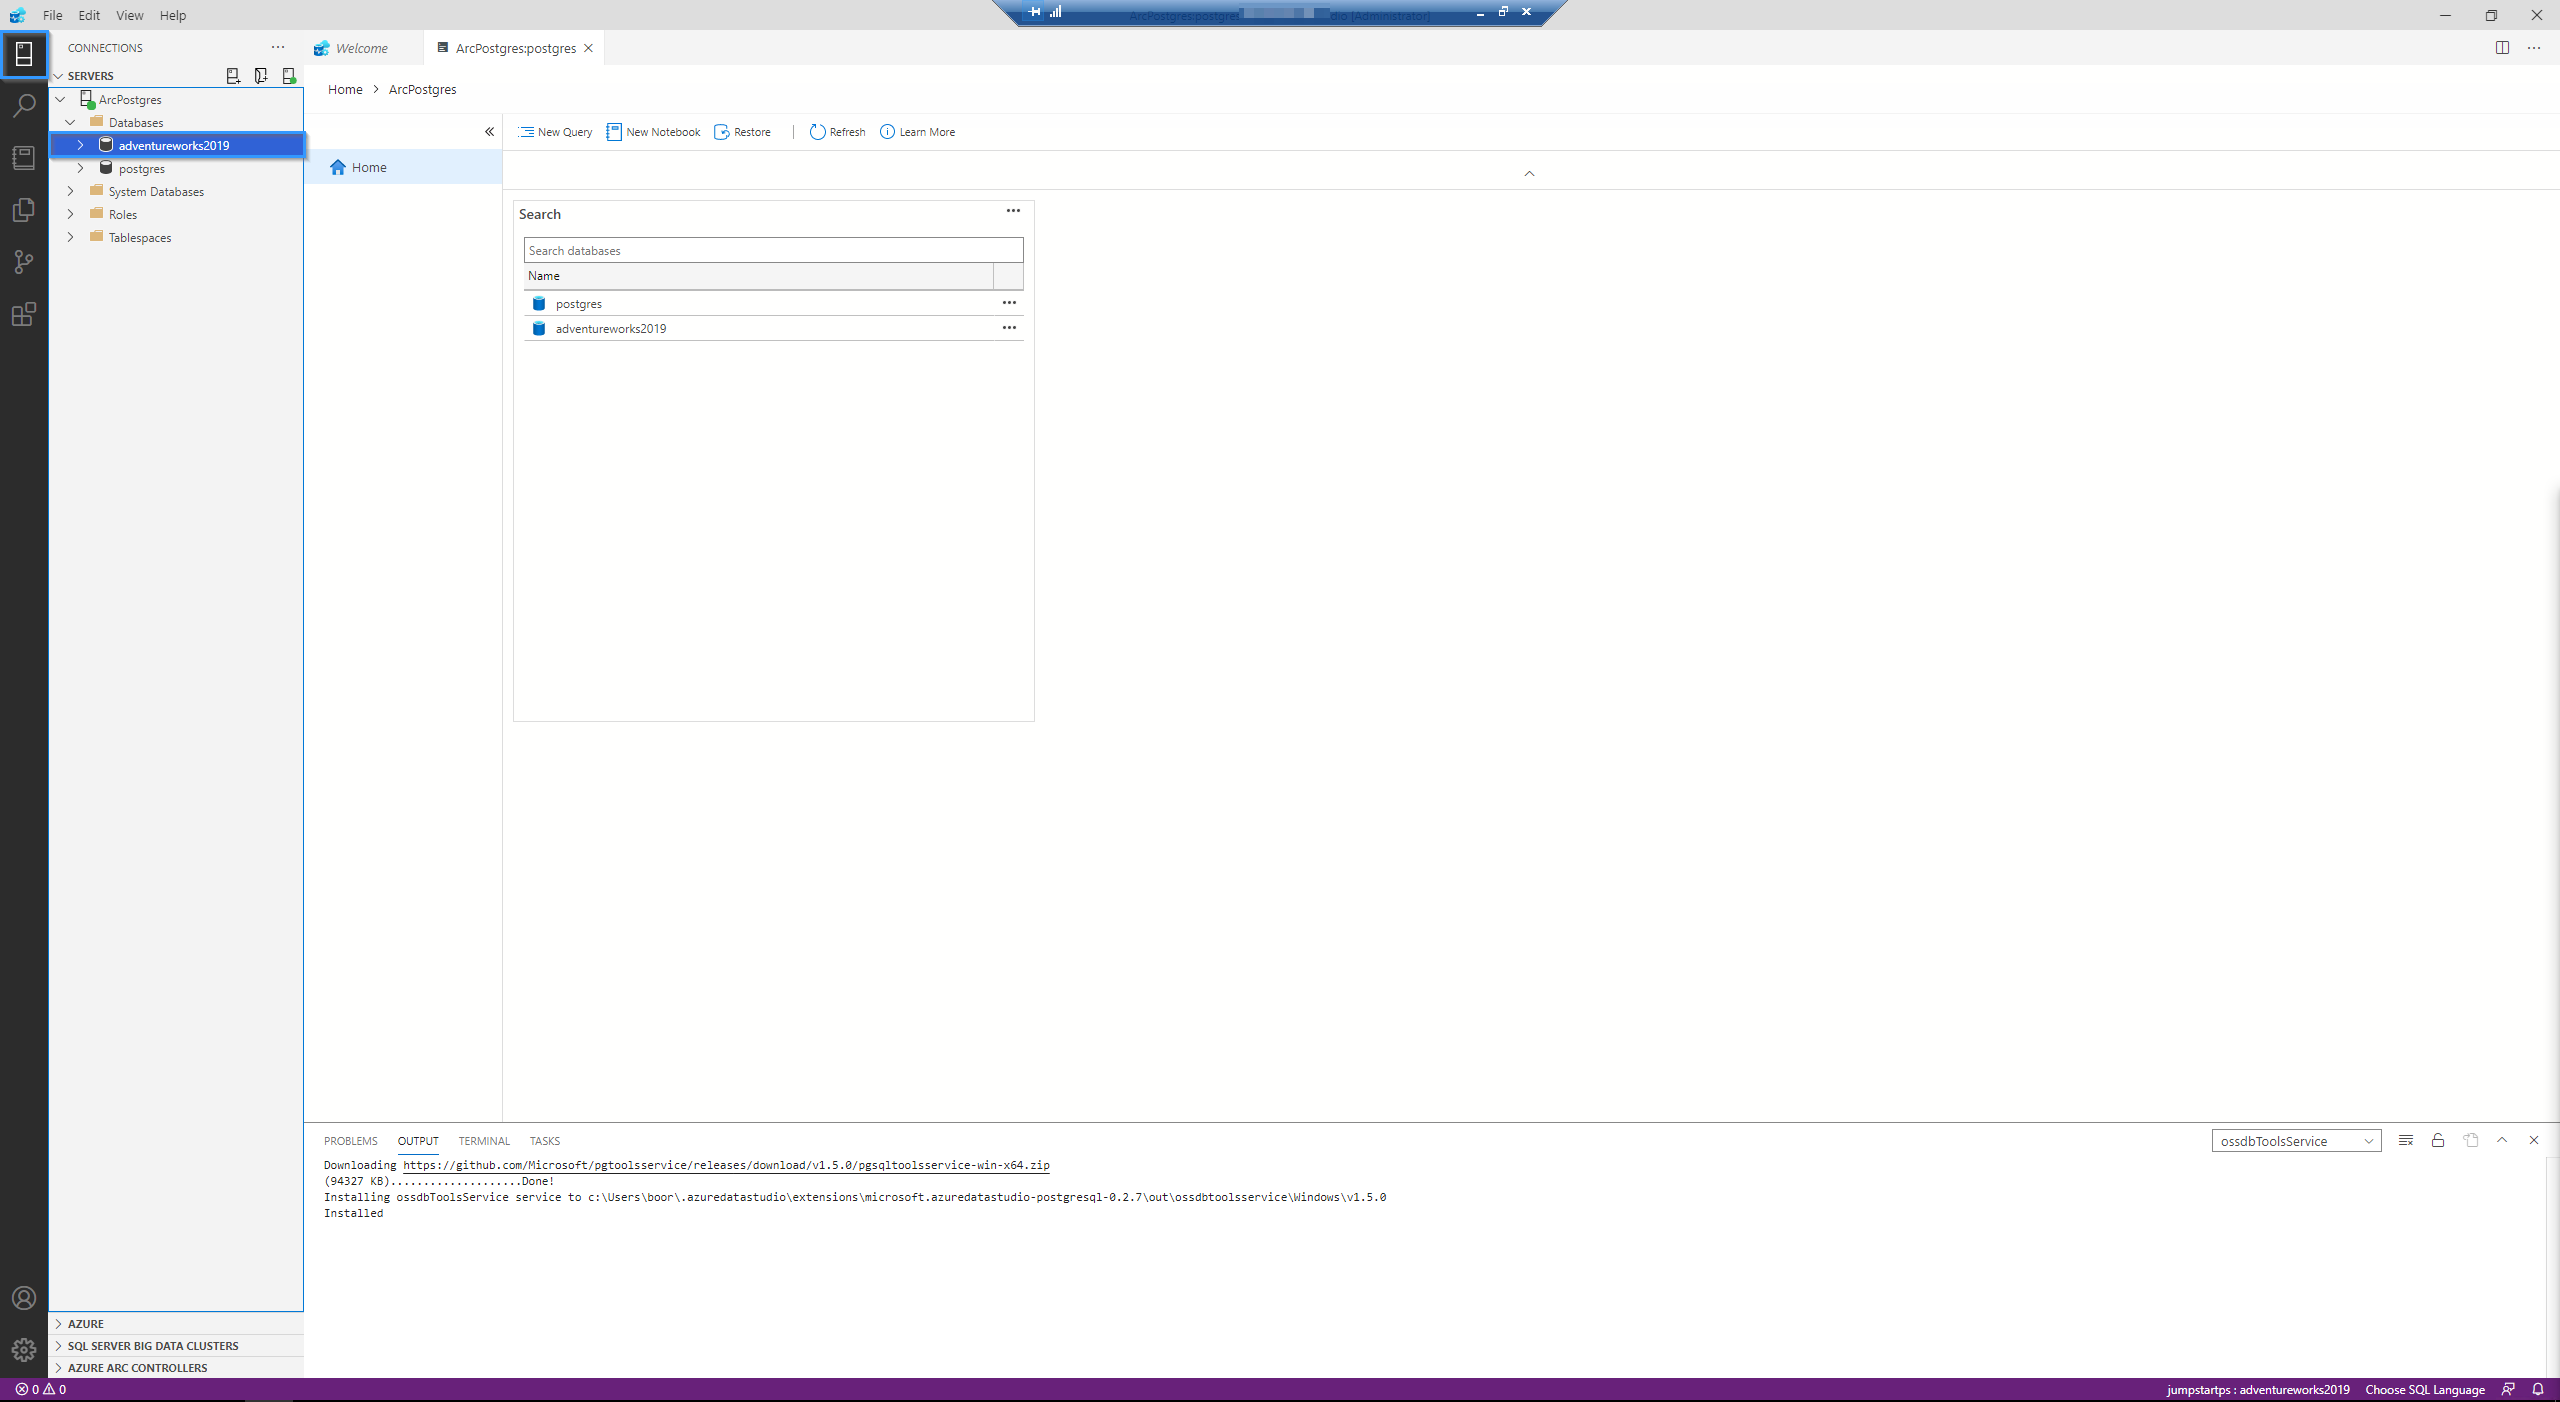 File Edit View Help
ArcPostgres:postgres dio [Administrator]
CONNECTIONS
Welcome
ArcPostgres:postgres
SERVERS
ArcPostgres
Databases
adventureworks2019
postgres
System Databases
Roles
Tablespaces
Home > ArcPostgres
New Query New Notebook Restore | Refresh Learn More
Home
Search
Search databases
Name
postgres
adventureworks2019
PROBLEMS OUTPUT TERMINAL TASKS
ossdbToolsService
Downloading https://github.com/Microsoft/pgtoolsservice/releases/download/v1.5.0/pgsqltoolsservice-win-x64.zip
(94327 KB)....................Done!
Installing ossdbToolsService service to c:\Users\boor\.azuredatastudio\extensions\microsoft.azuredatastudio-postgresql-0.2.7\out\ossdbtoolsservice\Windows\v1.5.0
Installed
AZURE
SQL SERVER BIG DATA CLUSTERS
AZURE ARC CONTROLLERS
0 0
jumpstartps : adventureworks2019 Choose SQL Language